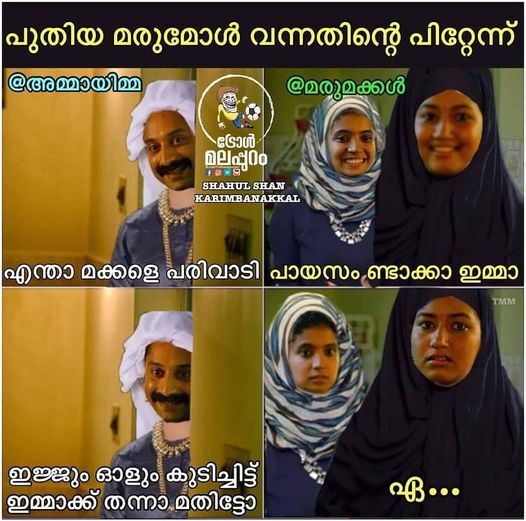 പുതിയ മരുമോൾ വന്നതിന്റെ പിറ്റേന്ന്
@അമ്മായിമ്മ
@മരുമക്കൾ
ട്രോൾ
മലപ്പുറം
SHAHUL SHAN
KARIMBANAKKAL
എന്താ മക്കളെ പരിവാടി
പായസം ണ്ടാക്കാ ഇമ്മാ
TMM
ഇജ്ജും ഓളും കുടിച്ചിട്ട്
ഇമ്മാക്ക് തന്നാ മതിട്ടോ
ഏ...